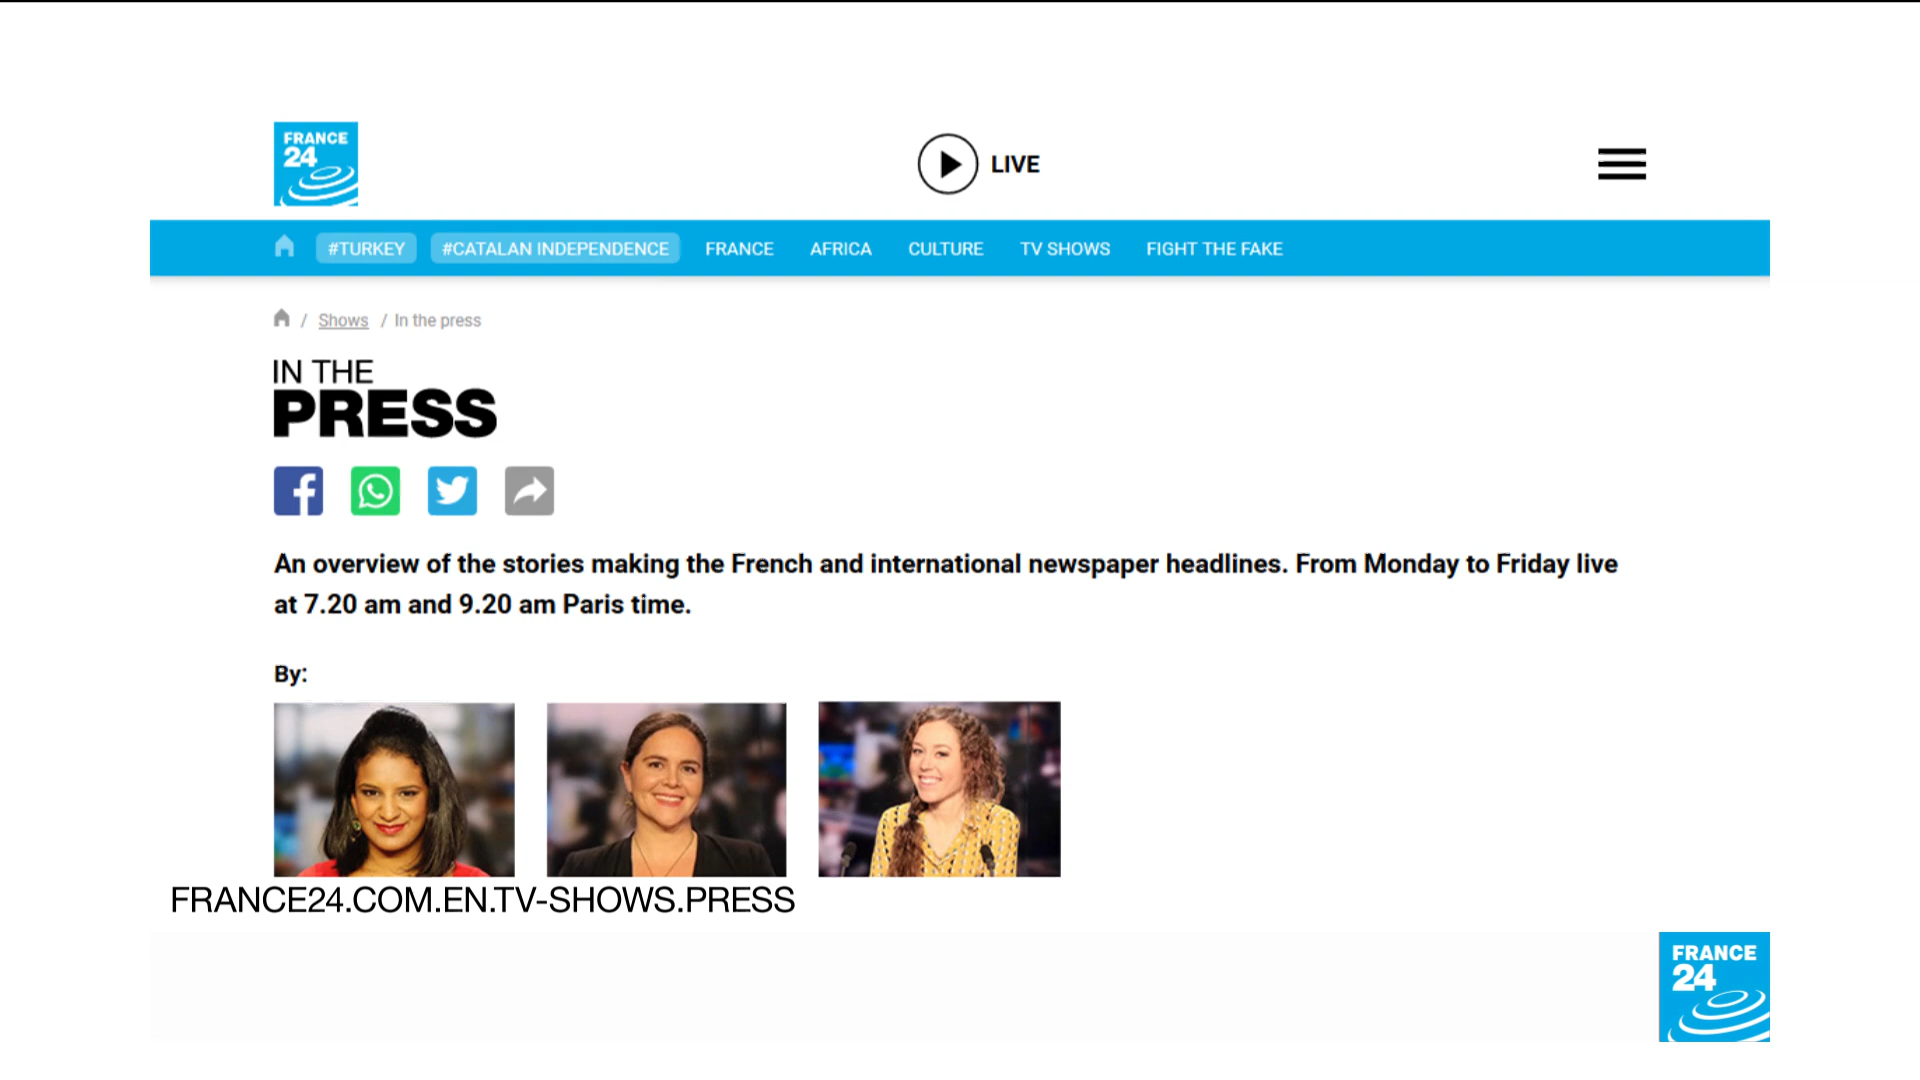 FRANCE
24
LIVE
#TURKEY #CATALAN INDEPENDENCE FRANCE AFRICA CULTURE TV SHOWS FIGHT THE FAKE
/ Shows / In the press
IN THE
PRESS
An overview of the stories making the French and international newspaper headlines. From Monday to Friday live
at 7.20 am and 9.20 am Paris time.
By:
FRANCE24.COM.EN.TV-SHOWS.PRESS
FRANCE
24